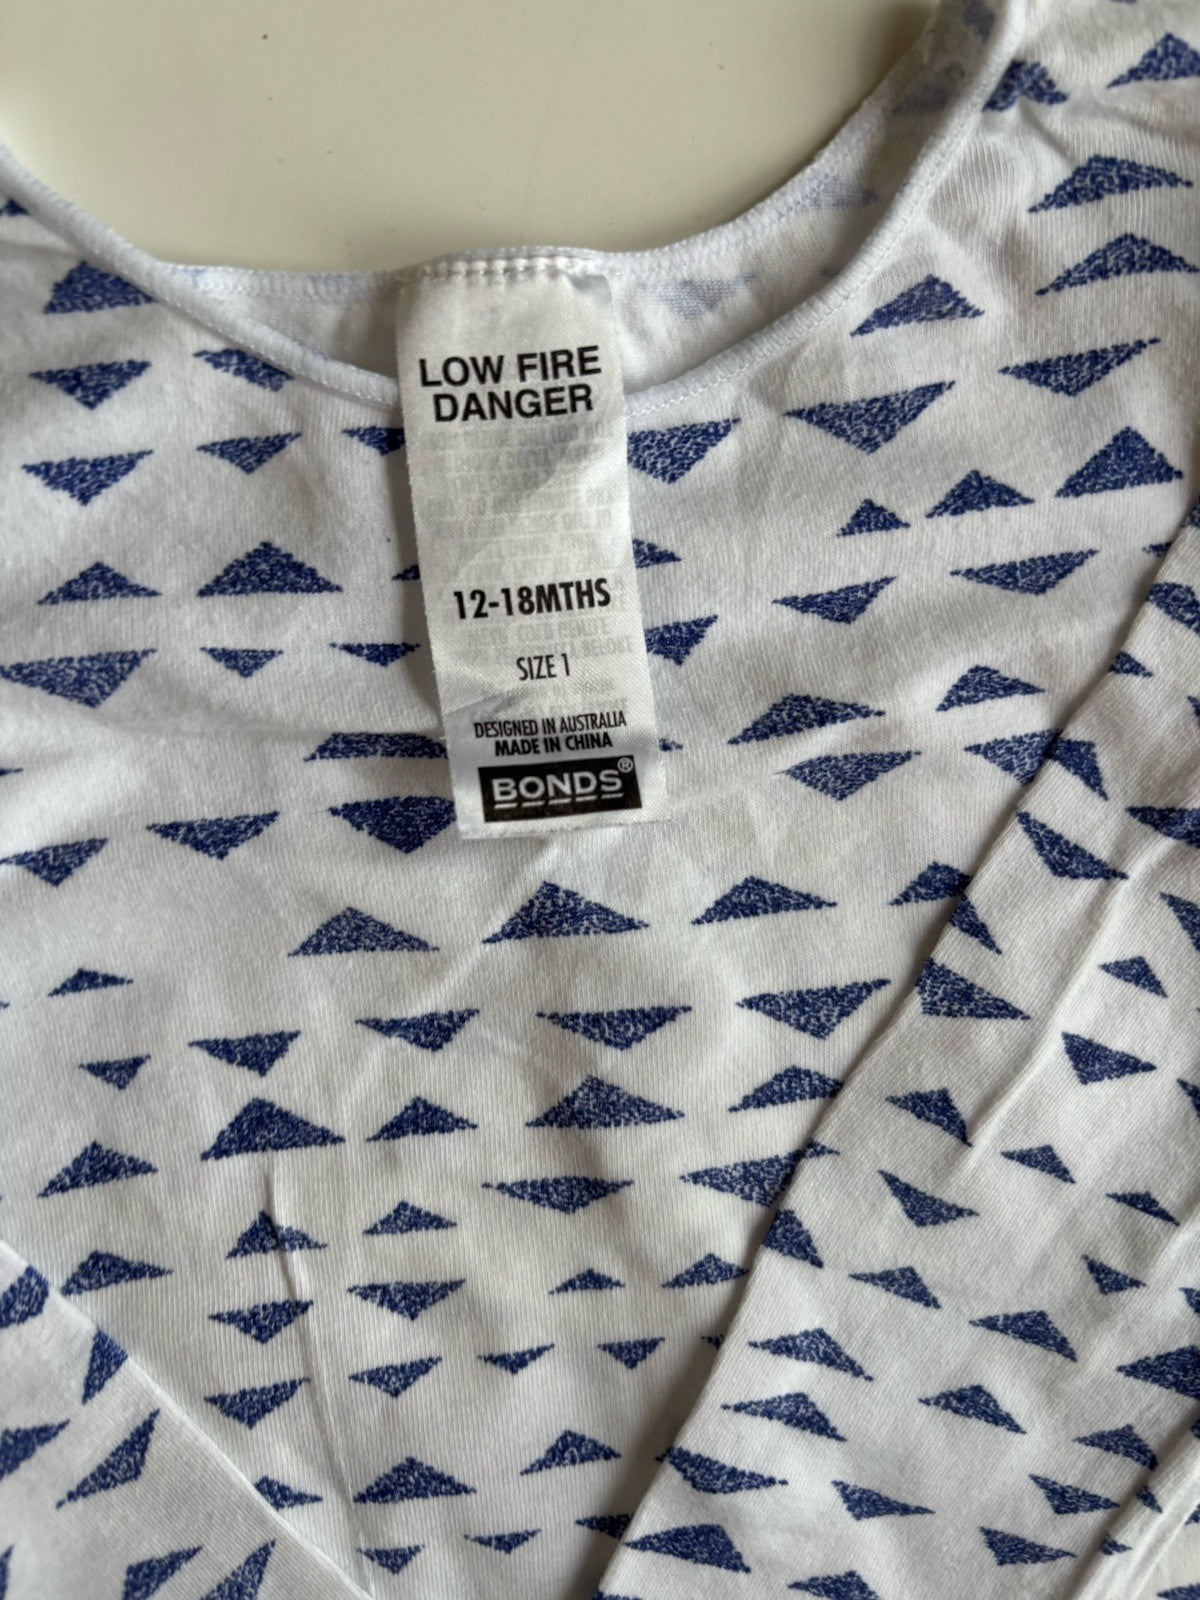 LOW FIRE
DANGER
12-18MTHS
SIZE 1
DESIGNED IN AUSTRALIA
MADE IN CHINA
BONDS®